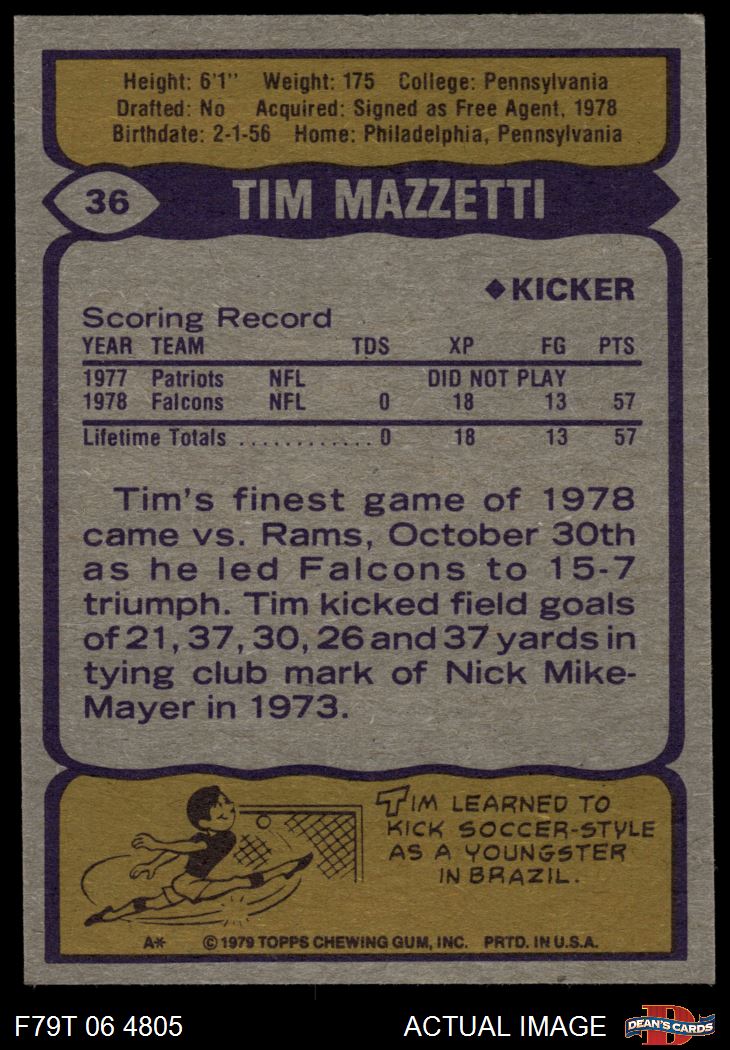 Height: 6'1" Weight: 175 College: Pennsylvania
Drafted: No Acquired: Signed as Free Agent, 1978
Birthdate: 2-1-56 Home: Philadelphia, Pennsylvania
36 TIM MAZZETTI
◆KICKER
Scoring Record
YEAR TEAM TDS XP FG PTS
1977 Patriots NFL DID NOT PLAY
1978 Falcons NFL 0 18 13 57
Lifetime Totals ............ 0 18 13 57
Tim's finest game of 1978
came vs. Rams, October 30th
as he led Falcons to 15-7
triumph. Tim kicked field goals
of 21, 37, 30, 26 and 37 yards in
tying club mark of Nick Mike-
Mayer in 1973.
TIM LEARNED TO
KICK SOCCER-STYLE
AS A YOUNGSTER
IN BRAZIL.
A* © 1979 TOPPS CHEWING GUM, INC. PRTD. IN U.S.A.
F79T 06 4805 ACTUAL IMAGE D DEAN'S CARDS